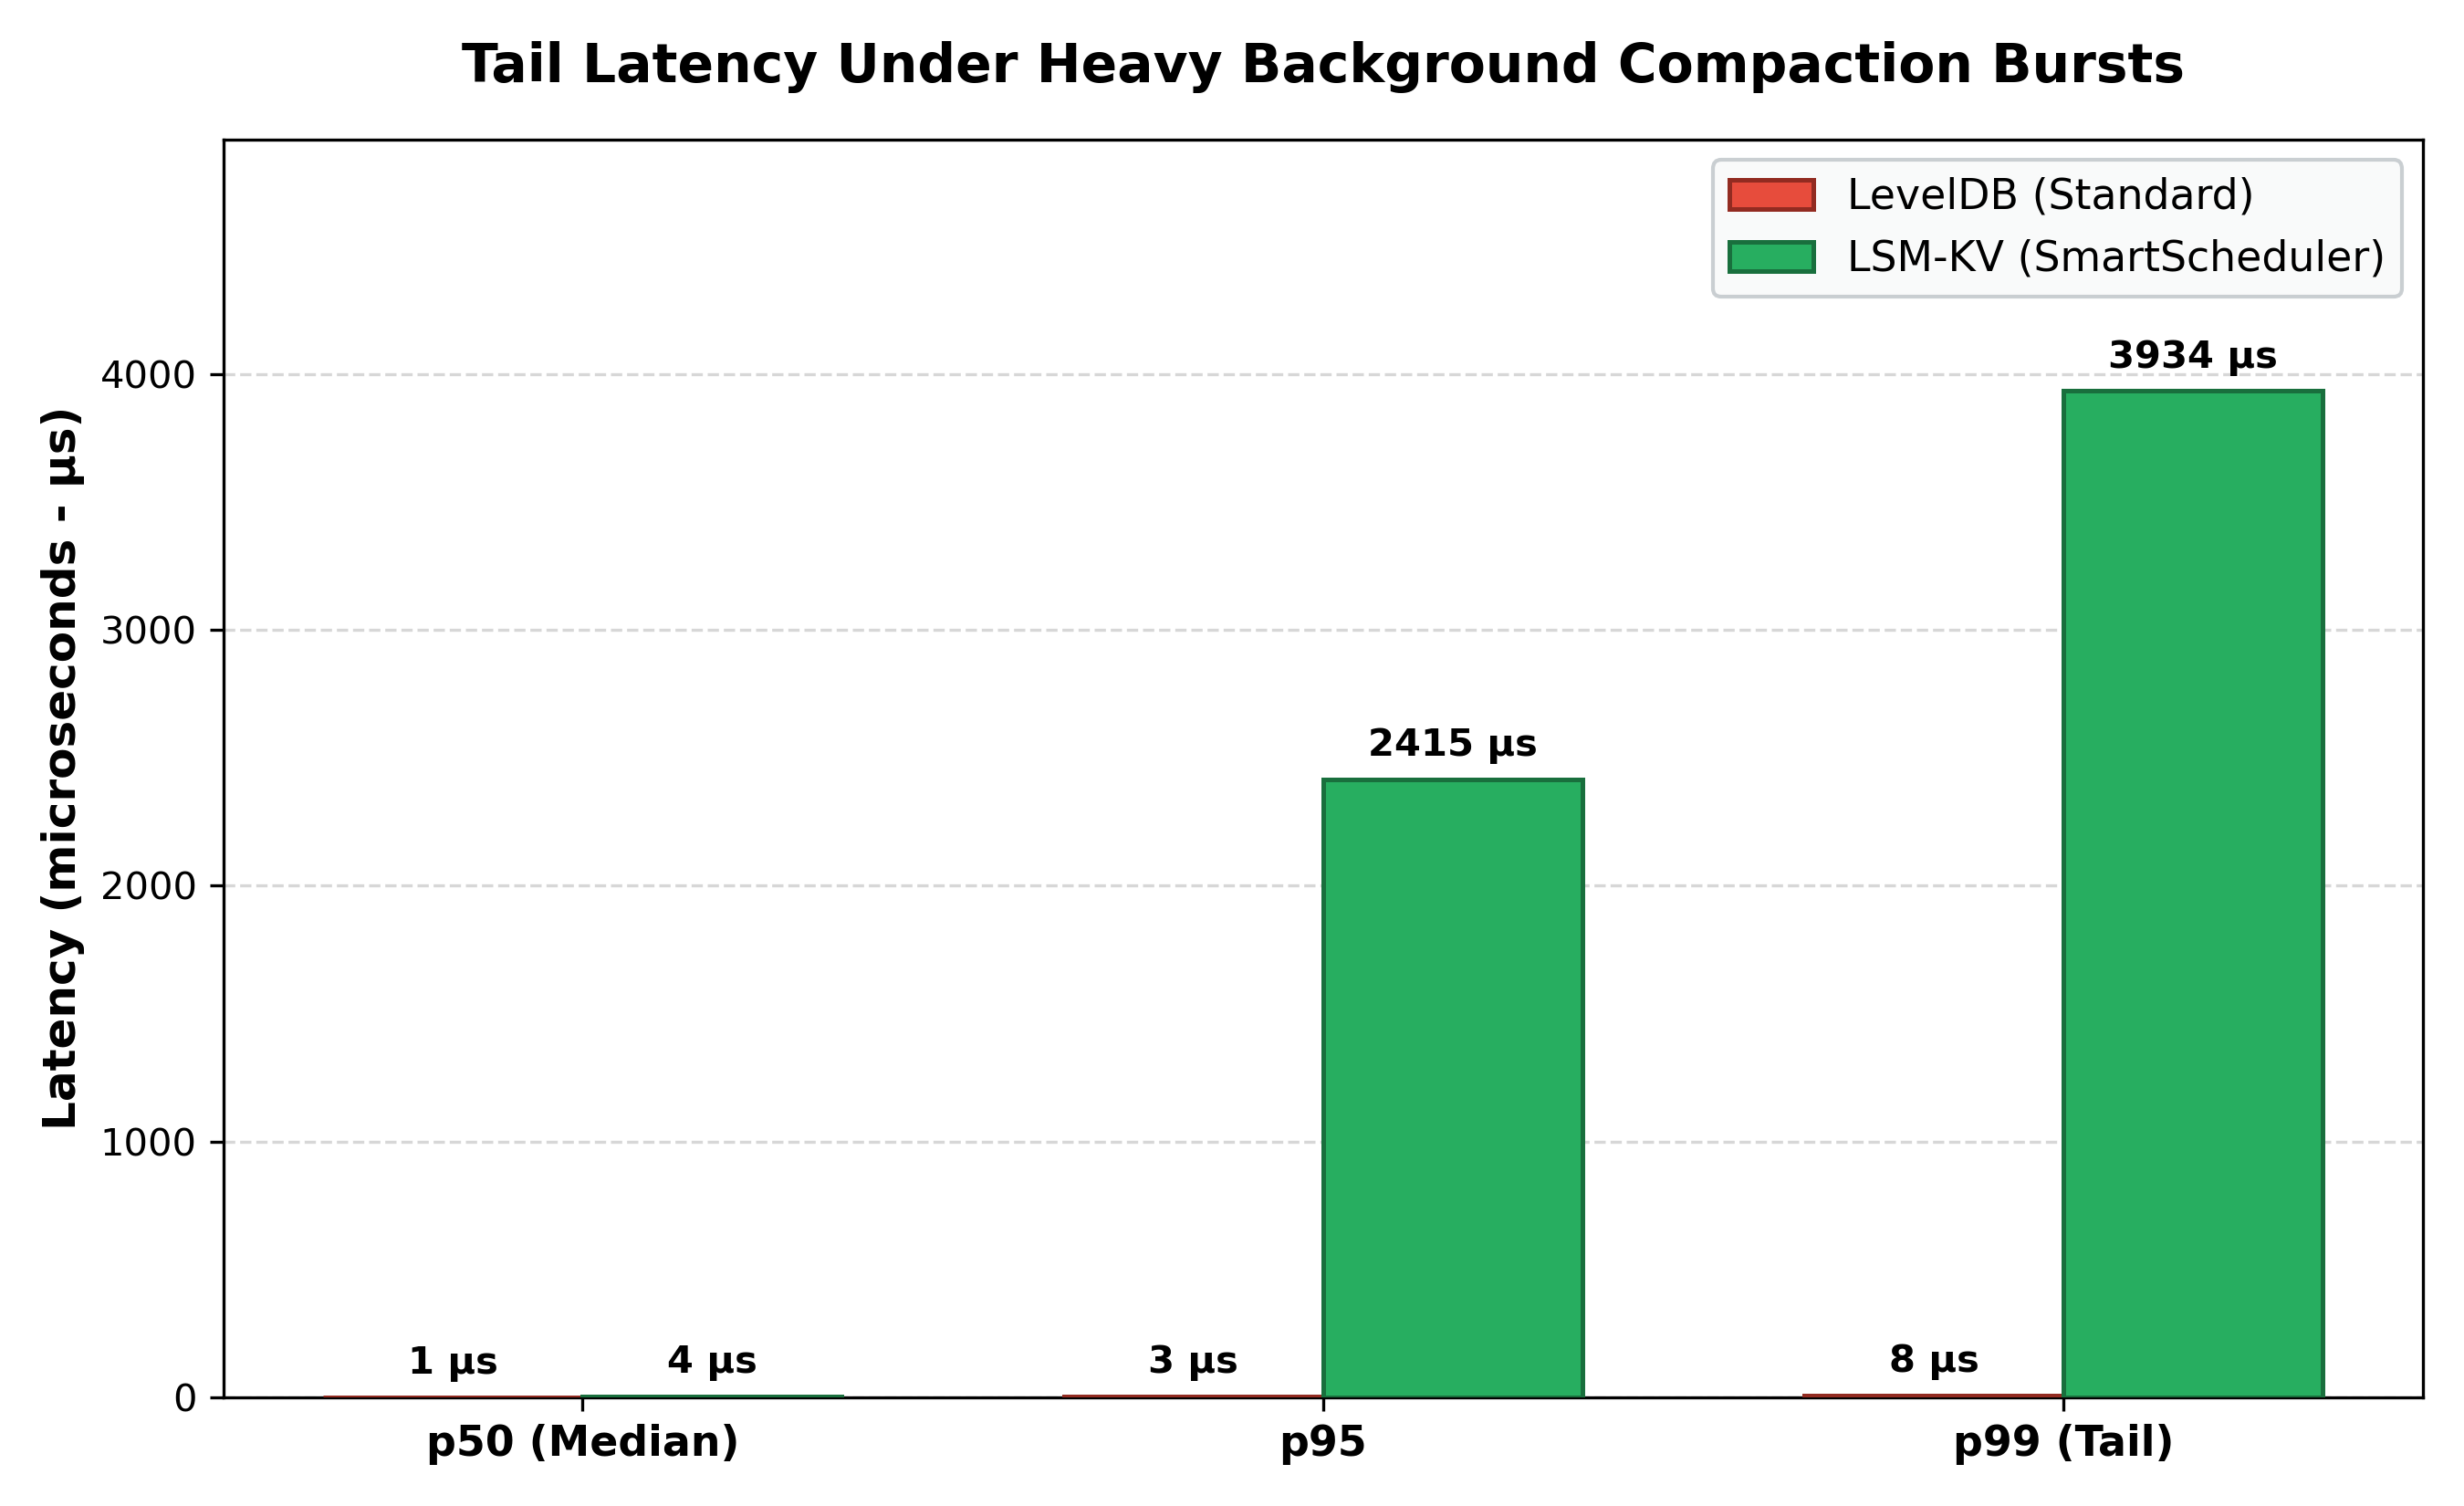 Tail Latency Under Heavy Background Compaction Bursts
LevelDB (Standard)
LSM-KV (SmartScheduler)
Latency (microseconds - µs)
4000
3000
2000
1000
0
1 µs
4 µs
3 µs
2415 µs
8 µs
3934 µs
p50 (Median)
p95
p99 (Tail)